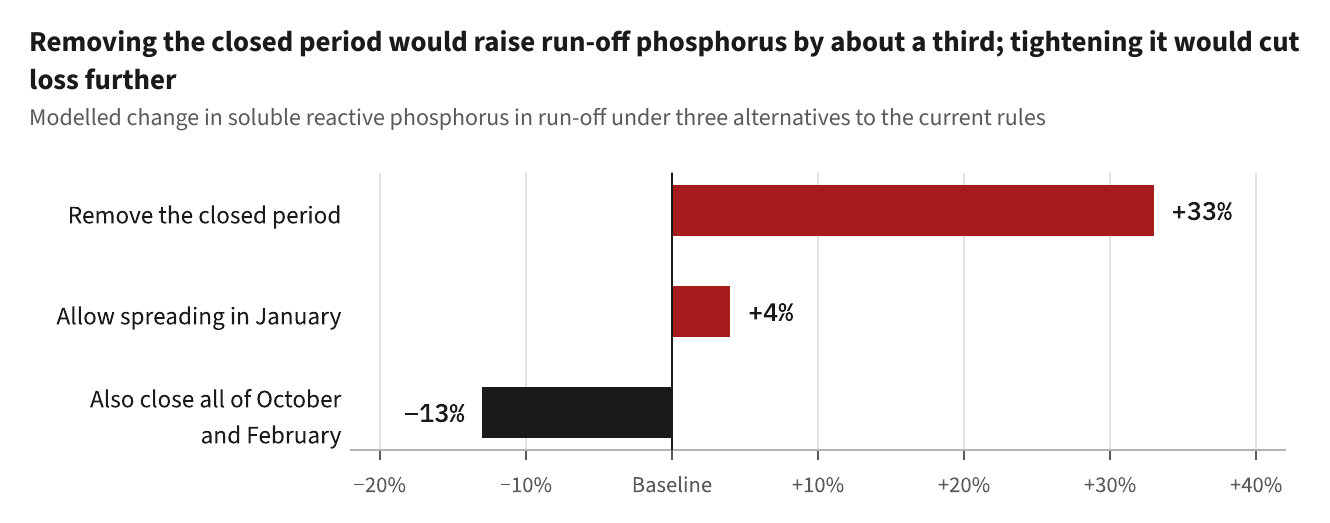 Removing the closed period would raise run-off phosphorus by about a third; tightening it would cut
loss further
Modelled change in soluble reactive phosphorus in run-off under three alternatives to the current rules
Remove the closed period
+33%
Allow spreading in January
+4%
Also close all of October
and February
−13%
−20%
−10%
Baseline
+10%
+20%
+30%
+40%